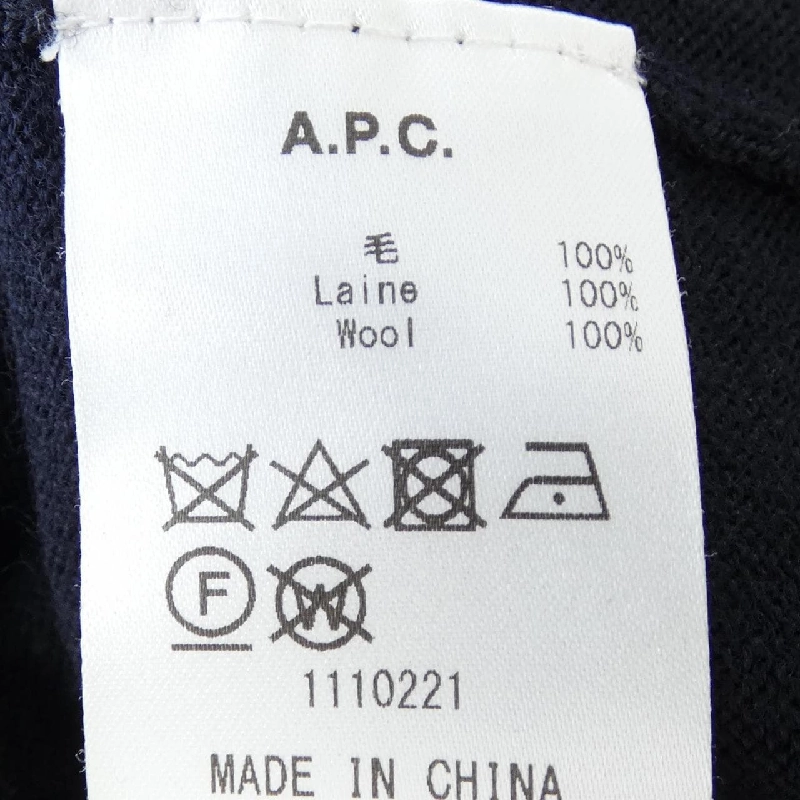 A.P.C.
毛 100%
Laine 100%
Wool 100%
F W
1110221
MADE IN CHINA